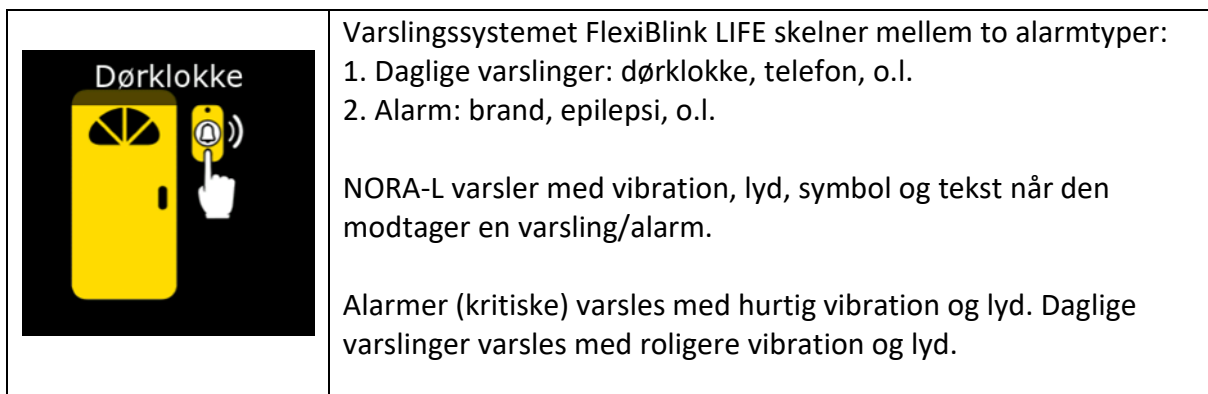 Dørklokke
Varslingssystemet FlexiBlink LIFE skelner mellem to alarmtyper:
1. Daglige varslinger: dørklokke, telefon, o.l.
2. Alarm: brand, epilepsi, o.l.
NORA-L varsler med vibration, lyd, symbol og tekst når den
modtager en varsling/alarm.
Alarmer (kritiske) varsles med hurtig vibration og lyd. Daglige
varslinger varsles med roligere vibration og lyd.